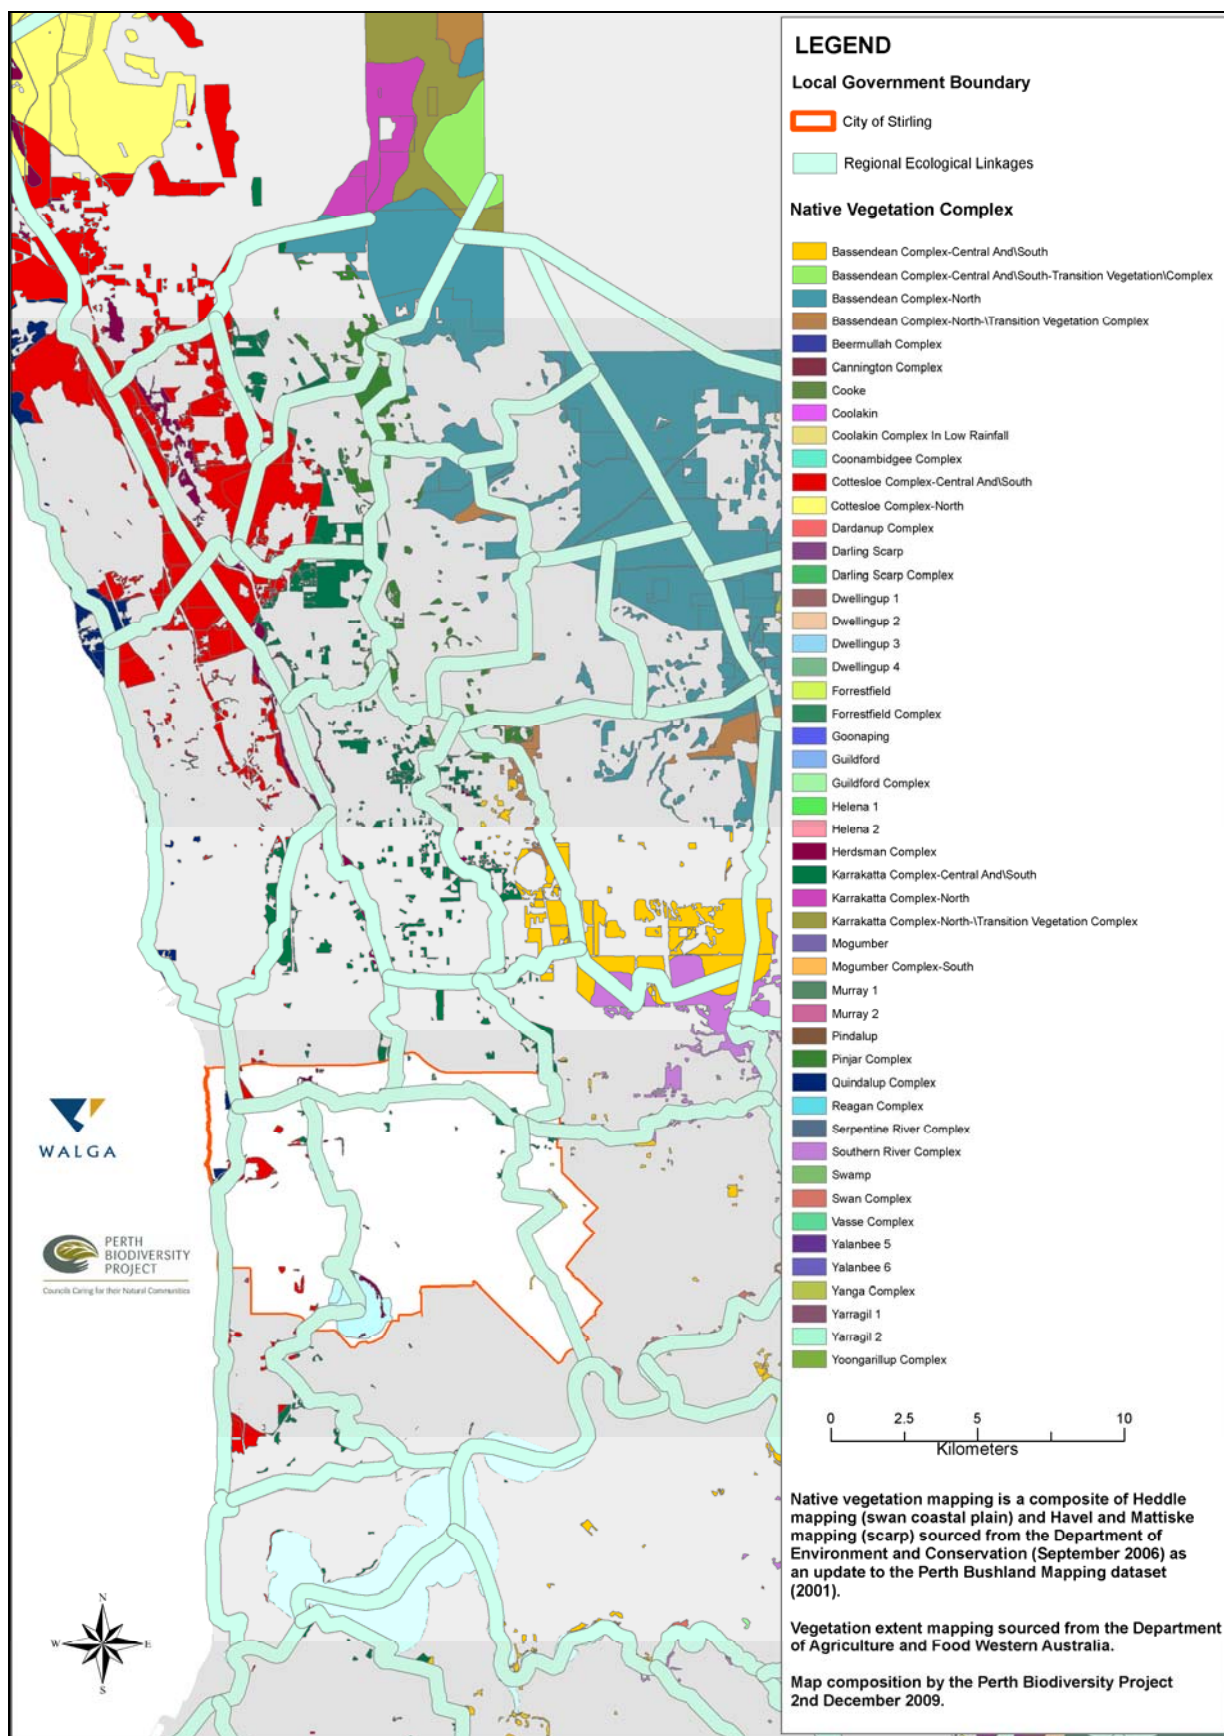 LEGEND
Local Government Boundary
City of Stirling
Regional Ecological Linkages
Native Vegetation Complex
Bassendean Complex-Central And\South
Bassendean Complex-Central And\South-Transition Vegetation\Complex
Bassendean Complex-North
Bassendean Complex-North-\Transition Vegetation Complex
Beermullah Complex
Cannington Complex
Cooke
Coolakin
Coolakin Complex In Low Rainfall
Coonambidgee Complex
Cottesloe Complex-Central And\South
Cottesloe Complex-North
Dardanup Complex
Darling Scarp
Darling Scarp Complex
Dwellingup 1
Dwellingup 2
Dwellingup 3
Dwellingup 4
Forrestfield
Forrestfield Complex
Goonaping
Guildford
Guildford Complex
Helena 1
Helena 2
Herdsman Complex
Karrakatta Complex-Central And\South
Karrakatta Complex-North
Karrakatta Complex-North-\Transition Vegetation Complex
Mogumber
Mogumber Complex-South
Murray 1
Murray 2
Pindalup
Pinjar Complex
Quindalup Complex
Reagan Complex
Serpentine River Complex
Southern River Complex
Swamp
Swan Complex
Vasse Complex
Yalanbee 5
Yalanbee 6
Yanga Complex
Yarragil 1
Yarragil 2
Yoongarillup Complex
0 2.5 5 10
Kilometers
Native vegetation mapping is a composite of Heddle
mapping (swan coastal plain) and Havel and Mattiske
mapping (scarp) sourced from the Department of
Environment and Conservation (September 2006) as
an update to the Perth Bushland Mapping dataset
(2001).
Vegetation extent mapping sourced from the Department
of Agriculture and Food Western Australia.
Map composition by the Perth Biodiversity Project
2nd December 2009.
WALGA
PERTH
BIODIVERSITY
PROJECT
Councils Caring for their Natural Communities
N
W E
S